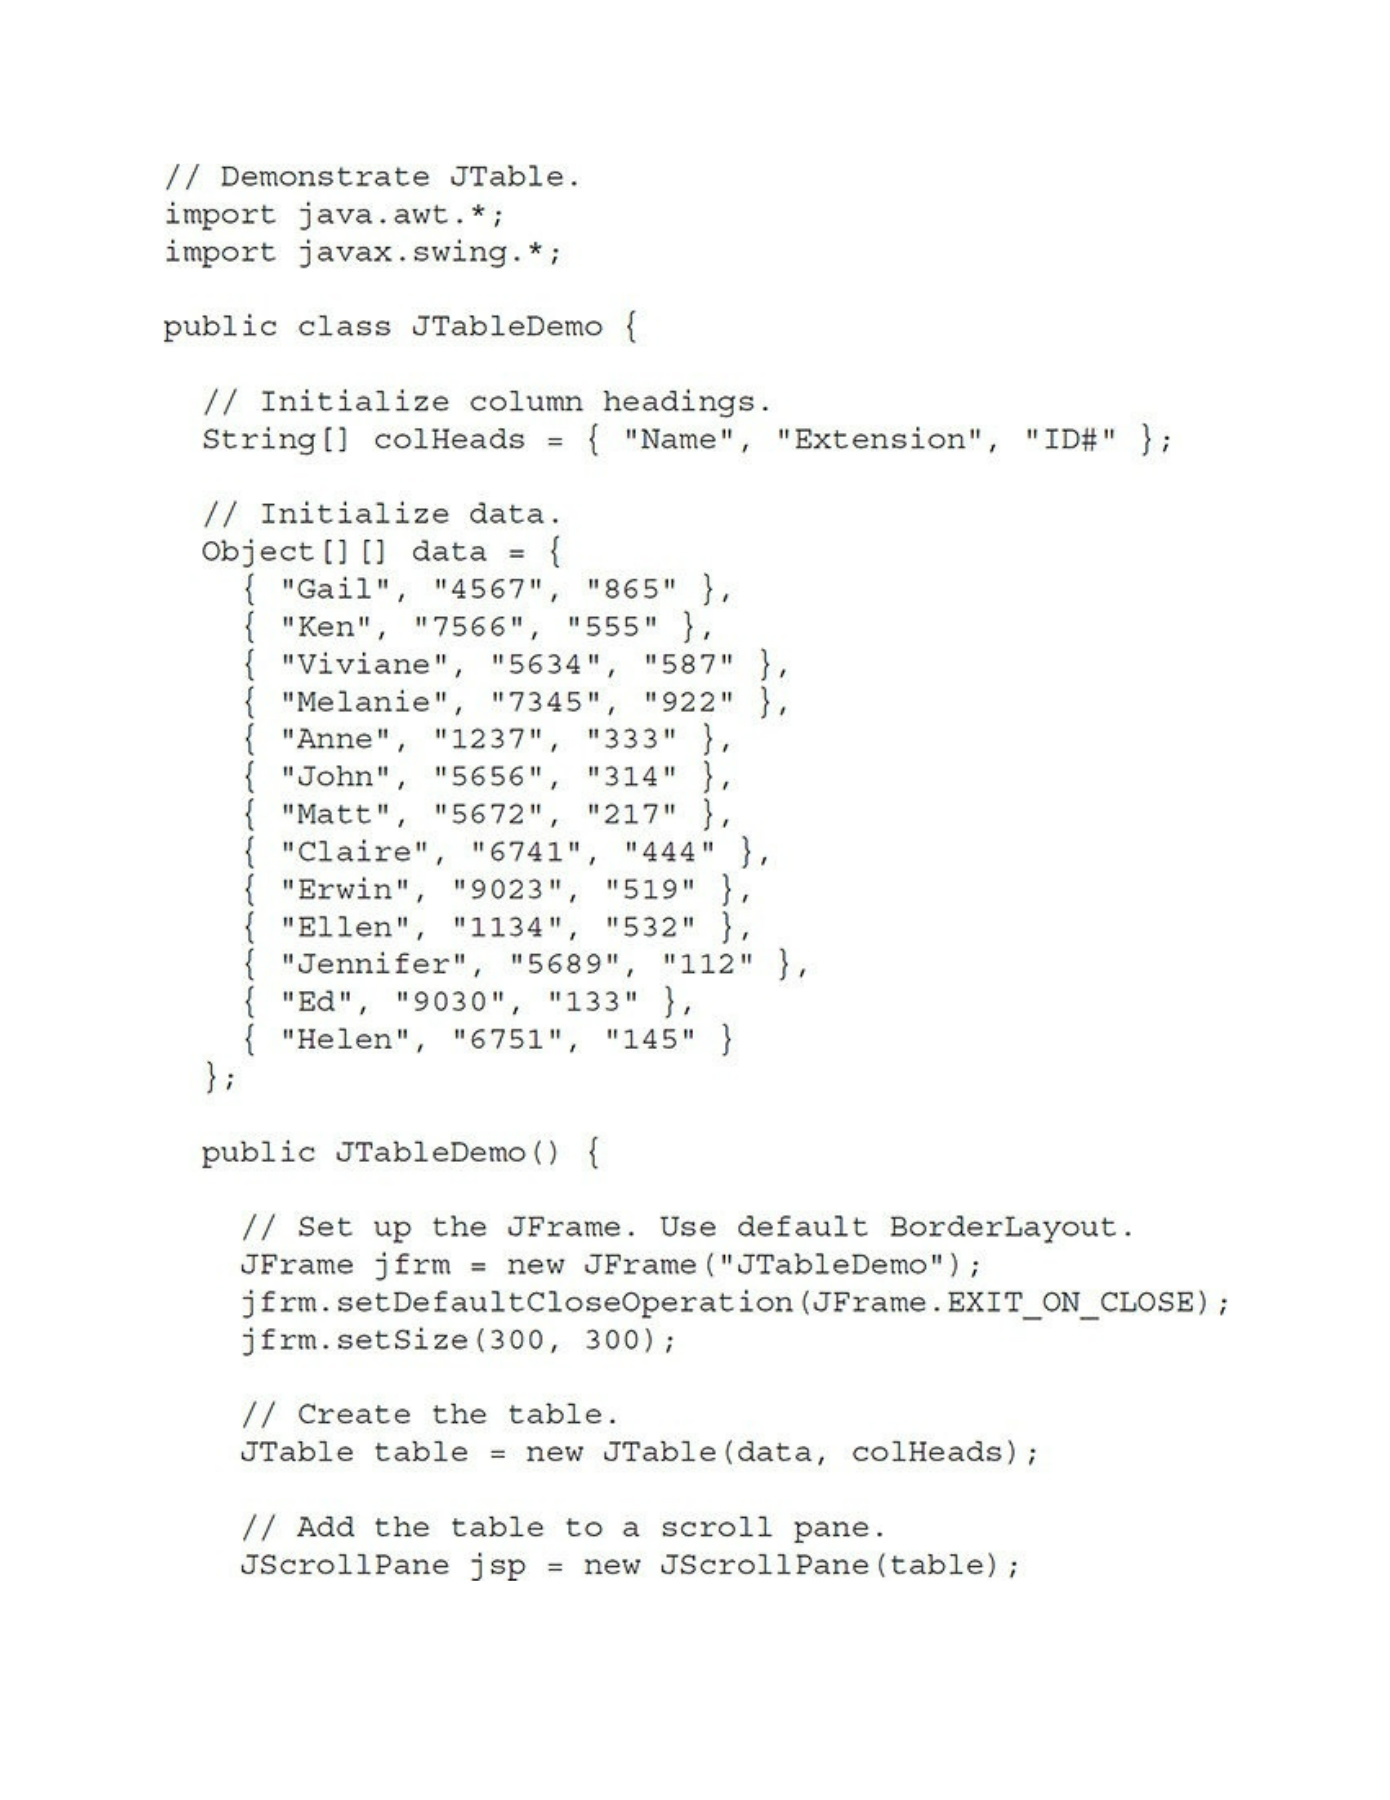 // Demonstrate JTable.
import java.awt.*;
import javax.swing.*;

public class JTableDemo {

  // Initialize column headings.
  String[] colHeads = { "Name", "Extension", "ID#" };

  // Initialize data.
  Object[][] data = {
    { "Gail", "4567", "865" },
    { "Ken", "7566", "555" },
    { "Viviane", "5634", "587" },
    { "Melanie", "7345", "922" },
    { "Anne", "1237", "333" },
    { "John", "5656", "314" },
    { "Matt", "5672", "217" },
    { "Claire", "6741", "444" },
    { "Erwin", "9023", "519" },
    { "Ellen", "1134", "532" },
    { "Jennifer", "5689", "112" },
    { "Ed", "9030", "133" },
    { "Helen", "6751", "145" }
  };

  public JTableDemo() {

    // Set up the JFrame. Use default BorderLayout.
    JFrame jfrm = new JFrame("JTableDemo");
    jfrm.setDefaultCloseOperation(JFrame.EXIT_ON_CLOSE);
    jfrm.setSize(300, 300);

    // Create the table.
    JTable table = new JTable(data, colHeads);

    // Add the table to a scroll pane.
    JScrollPane jsp = new JScrollPane(table);